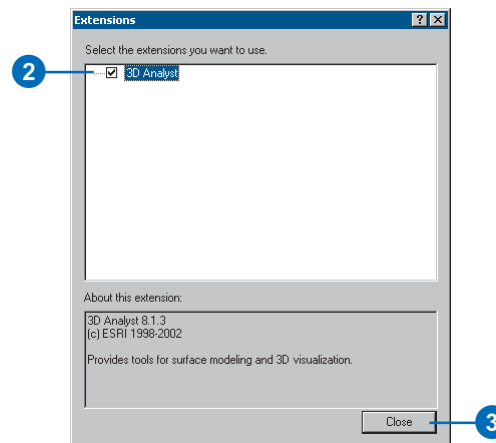 Extensions
Select the extensions you want to use.
2
3D Analyst
About this extension:
3D Analyst 8.1.3
(c) ESRI 1998-2002
Provides tools for surface modeling and 3D visualization.
Close
3